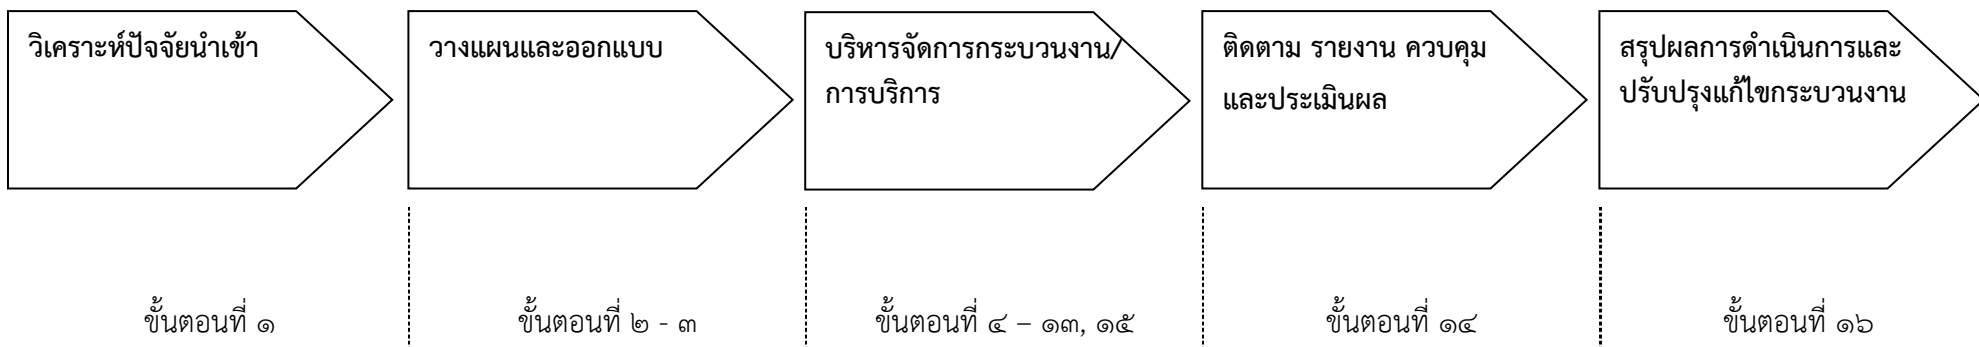 วิเคราะห์ปัจจัยนำเข้า
วางแผนและออกแบบ
บริหารจัดการกระบวนงาน/
การบริการ
ติดตาม รายงาน ควบคุม
และประเมินผล
สรุปผลการดำเนินการและ
ปรับปรุงแก้ไขกระบวนงาน
ขั้นตอนที่ ๑
ขั้นตอนที่ ๒ - ๓
ขั้นตอนที่ ๔ – ๑๓, ๑๕
ขั้นตอนที่ ๑๔
ขั้นตอนที่ ๑๖